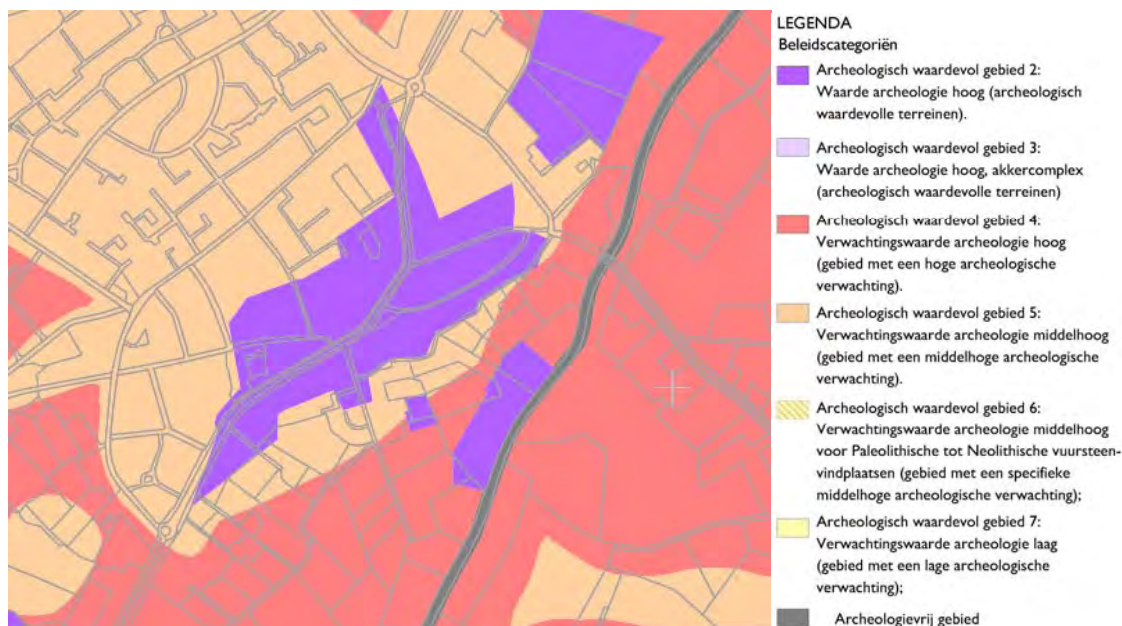 LEGENDA
Beleidscategoriën
Archeologisch waardevol gebied 2:
Waarde archeologie hoog (archeologisch
waardevolle terreinen).
Archeologisch waardevol gebied 3:
Waarde archeologie hoog, akkercomplex
(archeologisch waardevolle terreinen)
Archeologisch waardevol gebied 4:
Verwachtingswaarde archeologie hoog
(gebied met een hoge archeologische
verwachting).
Archeologisch waardevol gebied 5:
Verwachtingswaarde archeologie middelhoog
(gebied met een middelhoge archeologische
verwachting).
Archeologisch waardevol gebied 6:
Verwachtingswaarde archeologie middelhoog
voor Paleolithische tot Neolithische vuursteen-
vindplaatsen (gebied met een specifieke
middelhoge archeologische verwachting);
Archeologisch waardevol gebied 7:
Verwachtingswaarde archeologie laag
(gebied met een lage archeologische
verwachting);
Archeologievrij gebied